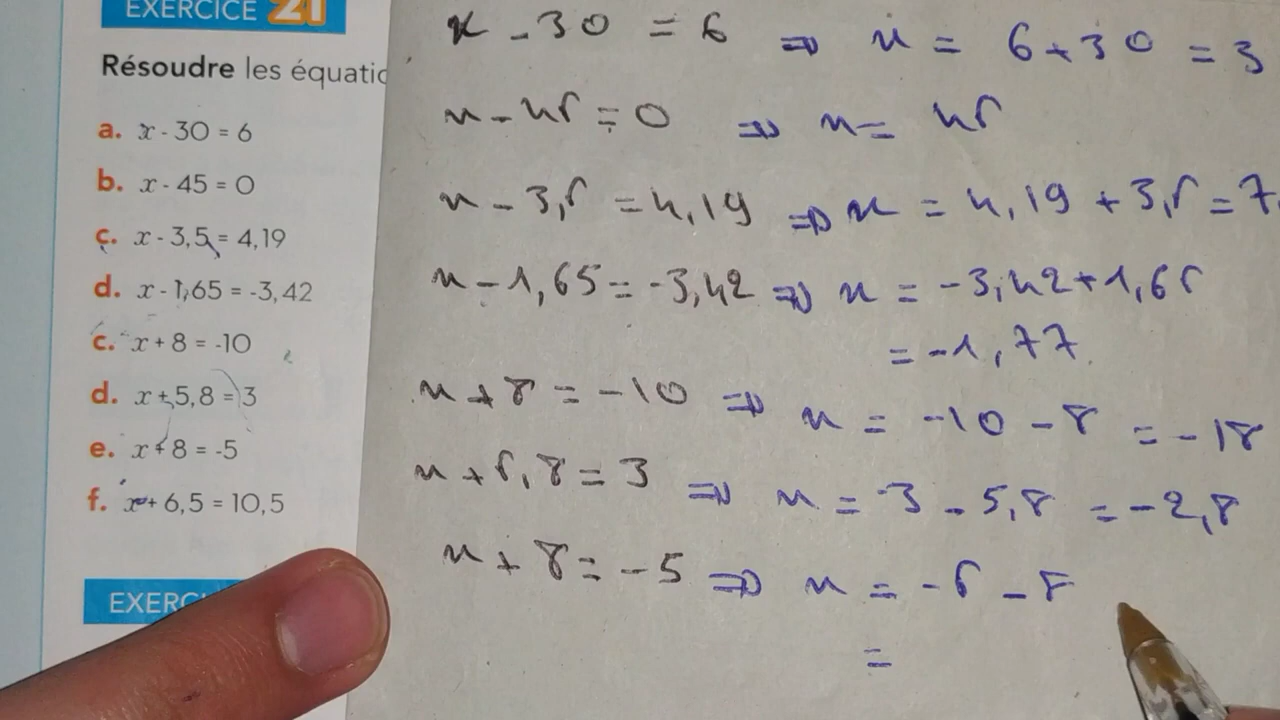 EXERCICE 21
Résoudre les équatio
a. x - 30 = 6
b. x - 45 = 0
c. x - 3,5 = 4,19
d. x - 1,65 = -3,42
c. x + 8 = -10
d. x + 5,8 = 3
e. x + 8 = -5
f. x + 6,5 = 10,5
EXERC
x - 30 = 6 ⇒ x = 6 + 30 = 3
x - 45 = 0 ⇒ x = 45
x - 3,5 = 4,19 ⇒ x = 4,19 + 3,5 = 7,
x - 1,65 = -3,42 ⇒ x = -3,42 + 1,65
= -1,77
x + 8 = -10 ⇒ x = -10 - 8 = -18
x + 5,8 = 3 ⇒ x = 3 - 5,8 = -2,8
x + 8 = -5 ⇒ x = -5 - 8
=